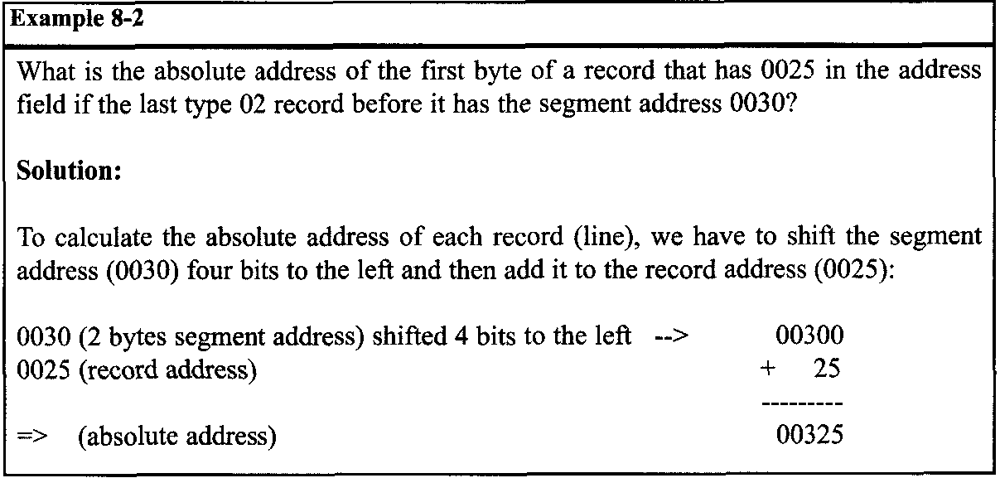 Example 8-2
What is the absolute address of the first byte of a record that has 0025 in the address
field if the last type 02 record before it has the segment address 0030?
Solution:
To calculate the absolute address of each record (line), we have to shift the segment
address (0030) four bits to the left and then add it to the record address (0025):
0030 (2 bytes segment address) shifted 4 bits to the left --> 00300
0025 (record address) + 25
---------
=> (absolute address) 00325